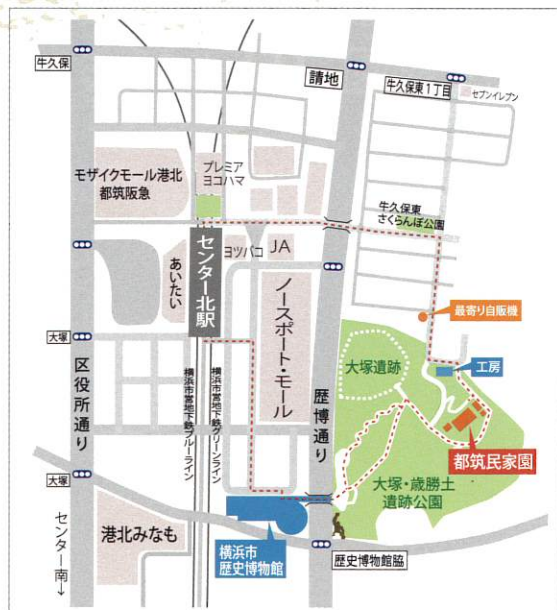 牛久保
請地
牛久保東1丁目
セブンイレブン
モザイクモール港北
都筑阪急
プレミア
ヨコハマ
牛久保東
さくらんぼ公園
センター北駅
ヨツバコ
JA
あいたい
ノースポート・モール
最寄り自販機
大塚
区役所通り
横浜市営地下鉄ブルーライン
横浜市営地下鉄グリーンライン
歴博通り
大塚遺跡
工房
都筑民家園
大塚・歳勝土
遺跡公園
大塚
センター南→
港北みなも
横浜市
歴史博物館
歴史博物館脇